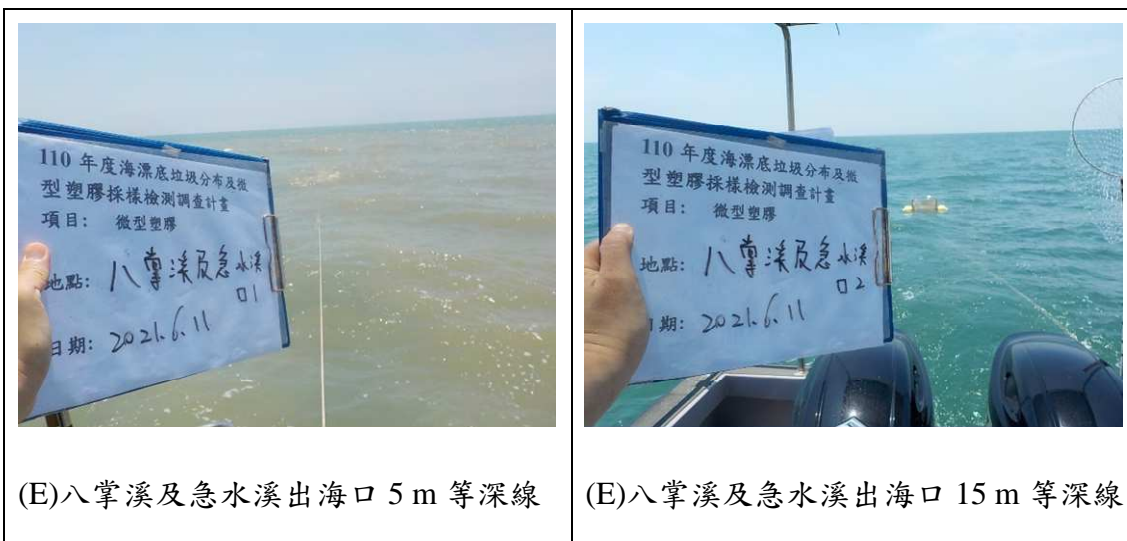 110 年度海漂底垃圾分布及微
型塑膠採樣檢測調查計畫
項目： 微型塑膠
地點： 八掌溪及急水溪
口1
日期： 2021.6.11
110 年度海漂底垃圾分布及微
型塑膠採樣檢測調查計畫
項目： 微型塑膠
地點： 八掌溪及急水溪
口2
日期： 2021.6.11
(E)八掌溪及急水溪出海口 5 m 等深線
(E)八掌溪及急水溪出海口 15 m 等深線